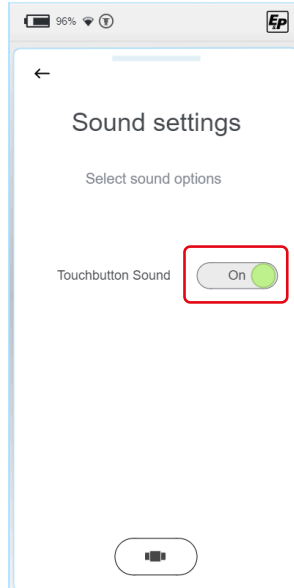 96%
EP
Sound settings
Select sound options
Touchbutton Sound
On